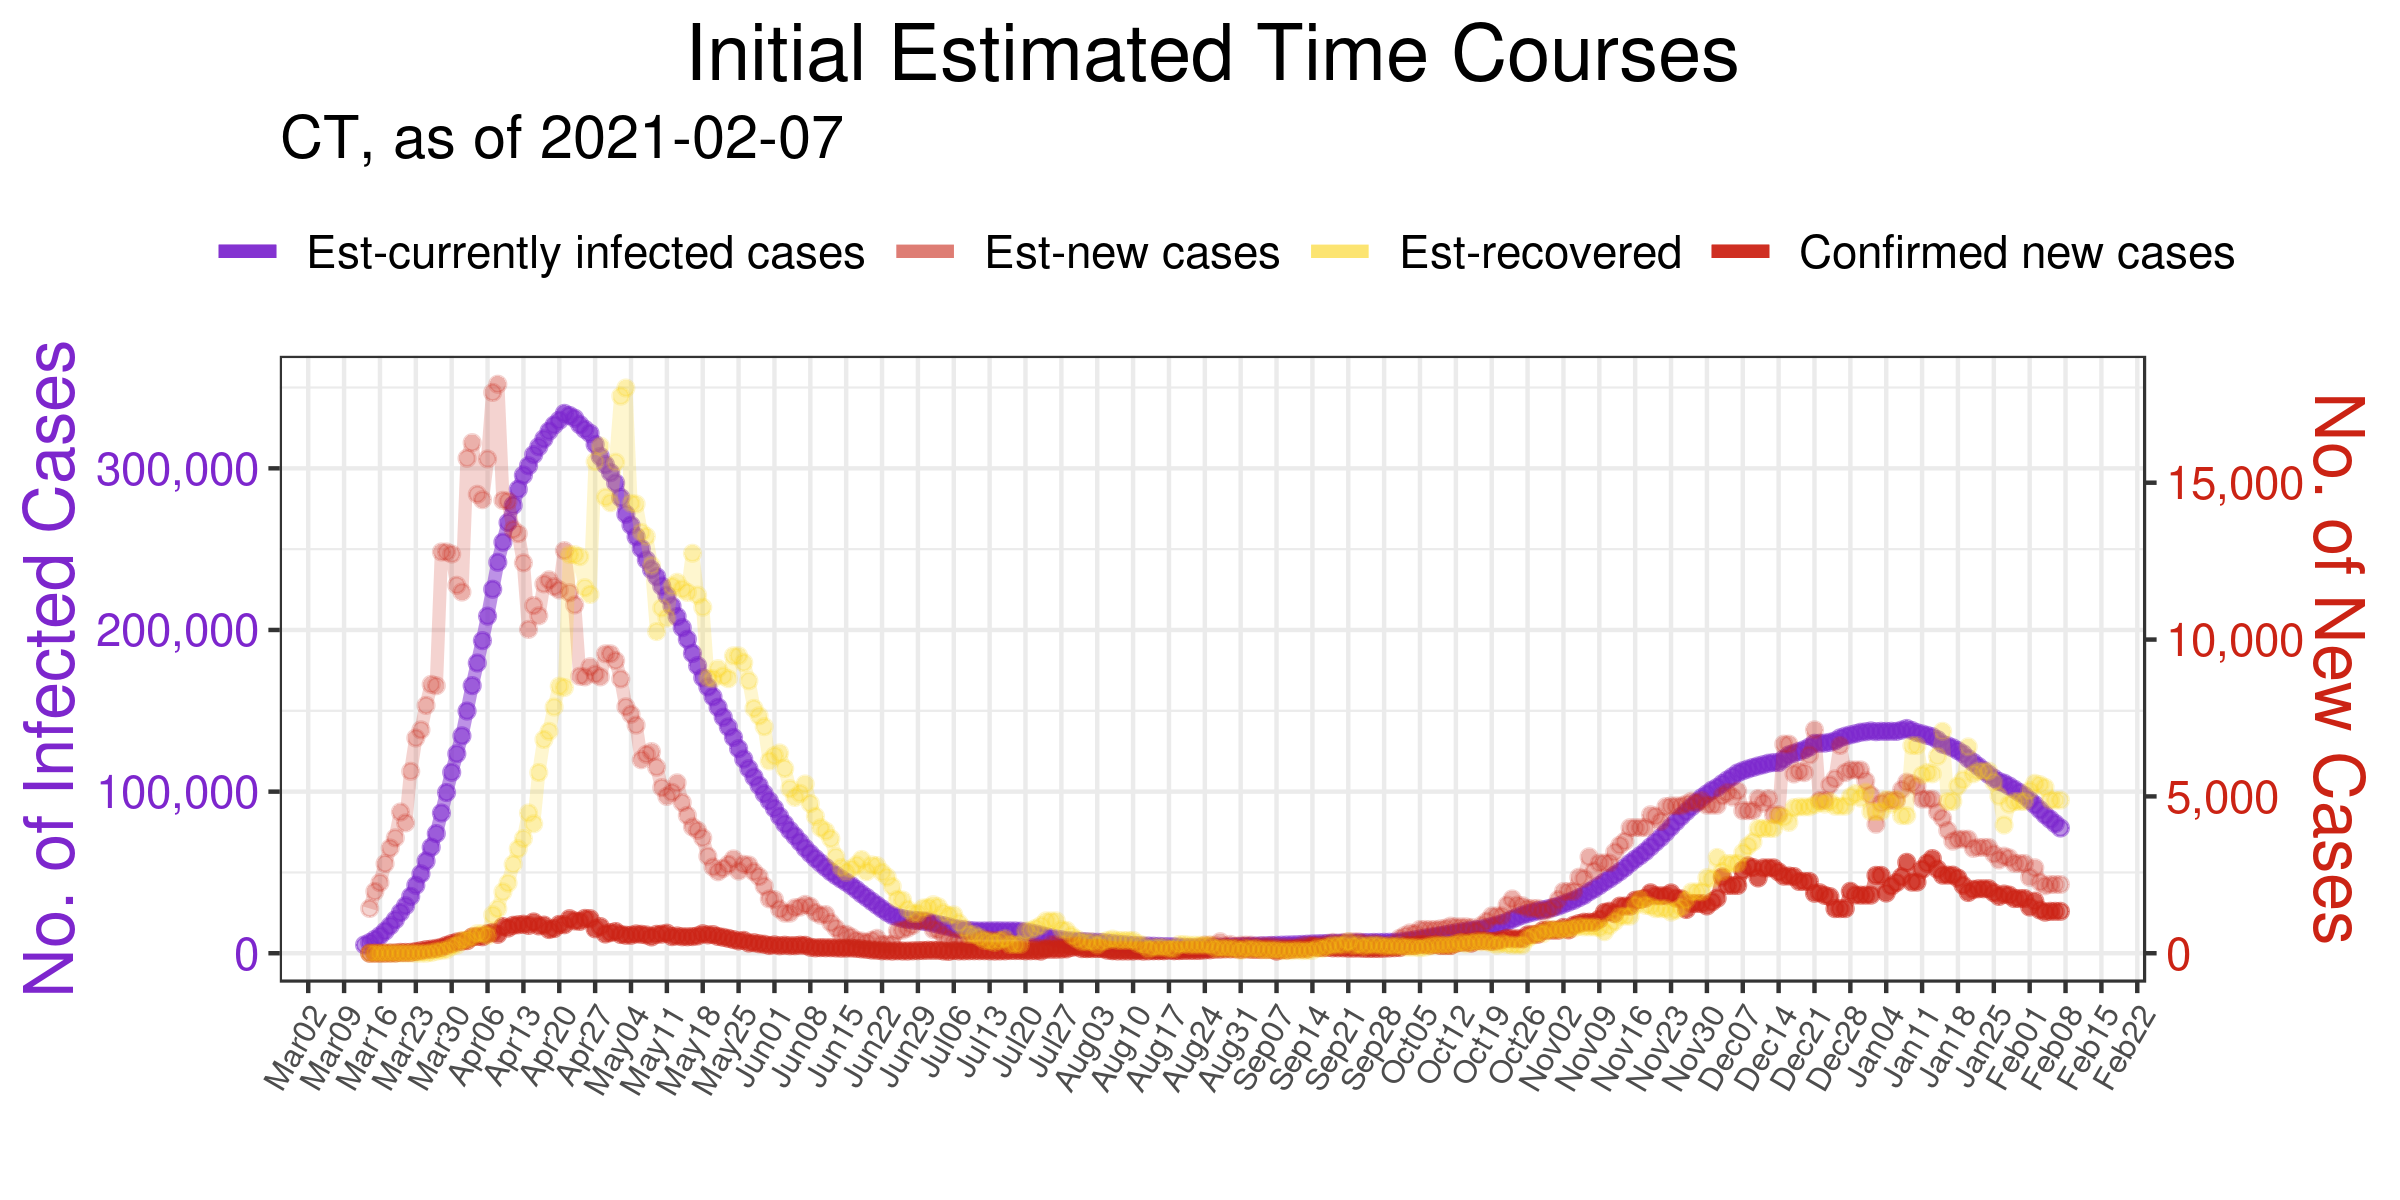 Initial Estimated Time Courses
CT, as of 2021-02-07
Est-currently infected cases Est-new cases Est-recovered Confirmed new cases
No. of Infected Cases
300,000
200,000
100,000
0
15,000
10,000
5,000
0
No. of New Cases
Mar02 Mar09 Mar16 Mar23 Mar30 Apr06 Apr13 Apr20 Apr27 May04 May11 May18 May25 Jun01 Jun08 Jun15 Jun22 Jun29 Jul06 Jul13 Jul20 Jul27 Aug03 Aug10 Aug17 Aug24 Aug31 Sep07 Sep14 Sep21 Sep28 Oct05 Oct12 Oct19 Oct26 Nov02 Nov09 Nov16 Nov23 Nov30 Dec07 Dec14 Dec21 Dec28 Jan04 Jan11 Jan18 Jan25 Feb01 Feb08 Feb15 Feb22